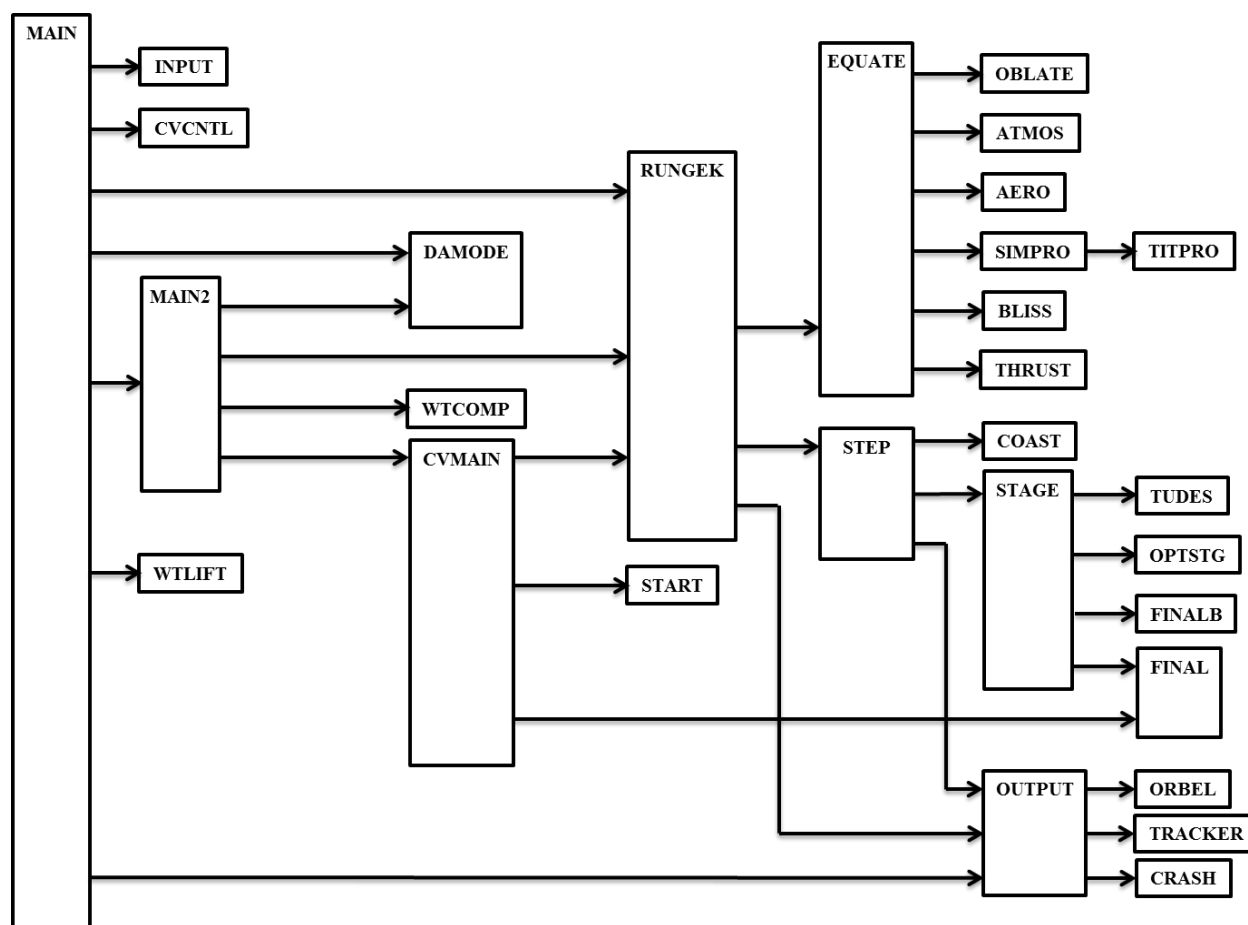 MAIN
INPUT
CVCNTL
MAIN2
WTLIFT
DAMODE
WTCOMP
CVMAIN
RUNGEK
START
EQUATE
STEP
OBLATE
ATMOS
AERO
SIMPRO
TITPRO
BLISS
THRUST
COAST
STAGE
TUDES
OPTSTG
FINALB
FINAL
OUTPUT
ORBEL
TRACKER
CRASH